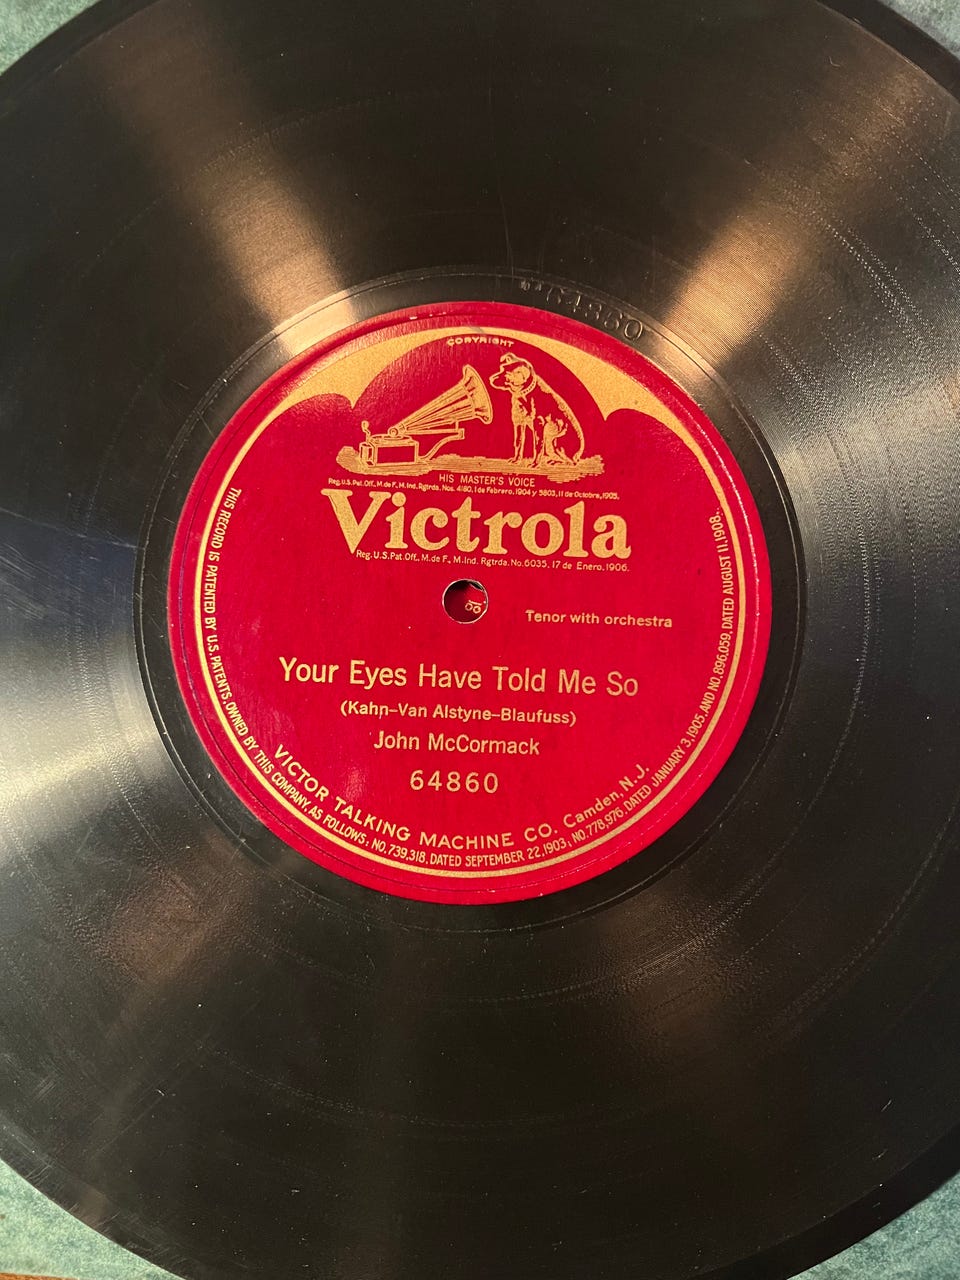 64860
COPYRIGHT
HIS MASTER'S VOICE
Reg. U.S. Pat. Off., M. de F., M. Ind. Rgtrda. Nos. 4180, 1 de Febrero, 1904 y 5803, 11 de Octobre, 1905.
Victrola
Reg. U.S. Pat. Off., M. de F., M. Ind. Rgtrda. No. 6035, 17 de Enero, 1906.
Tenor with orchestra
Your Eyes Have Told Me So
(Kahn-Van Alstyne-Blaufuss)
John McCormack
64860
VICTOR TALKING MACHINE CO. Camden, N. J.
THIS RECORD IS PATENTED BY U.S. PATENTS, OWNED BY THIS COMPANY, AS FOLLOWS; NO. 739,318, DATED SEPTEMBER 22, 1903; NO. 778,976, DATED JANUARY 3, 1905, AND NO. 896,059, DATED AUGUST 11, 1908.